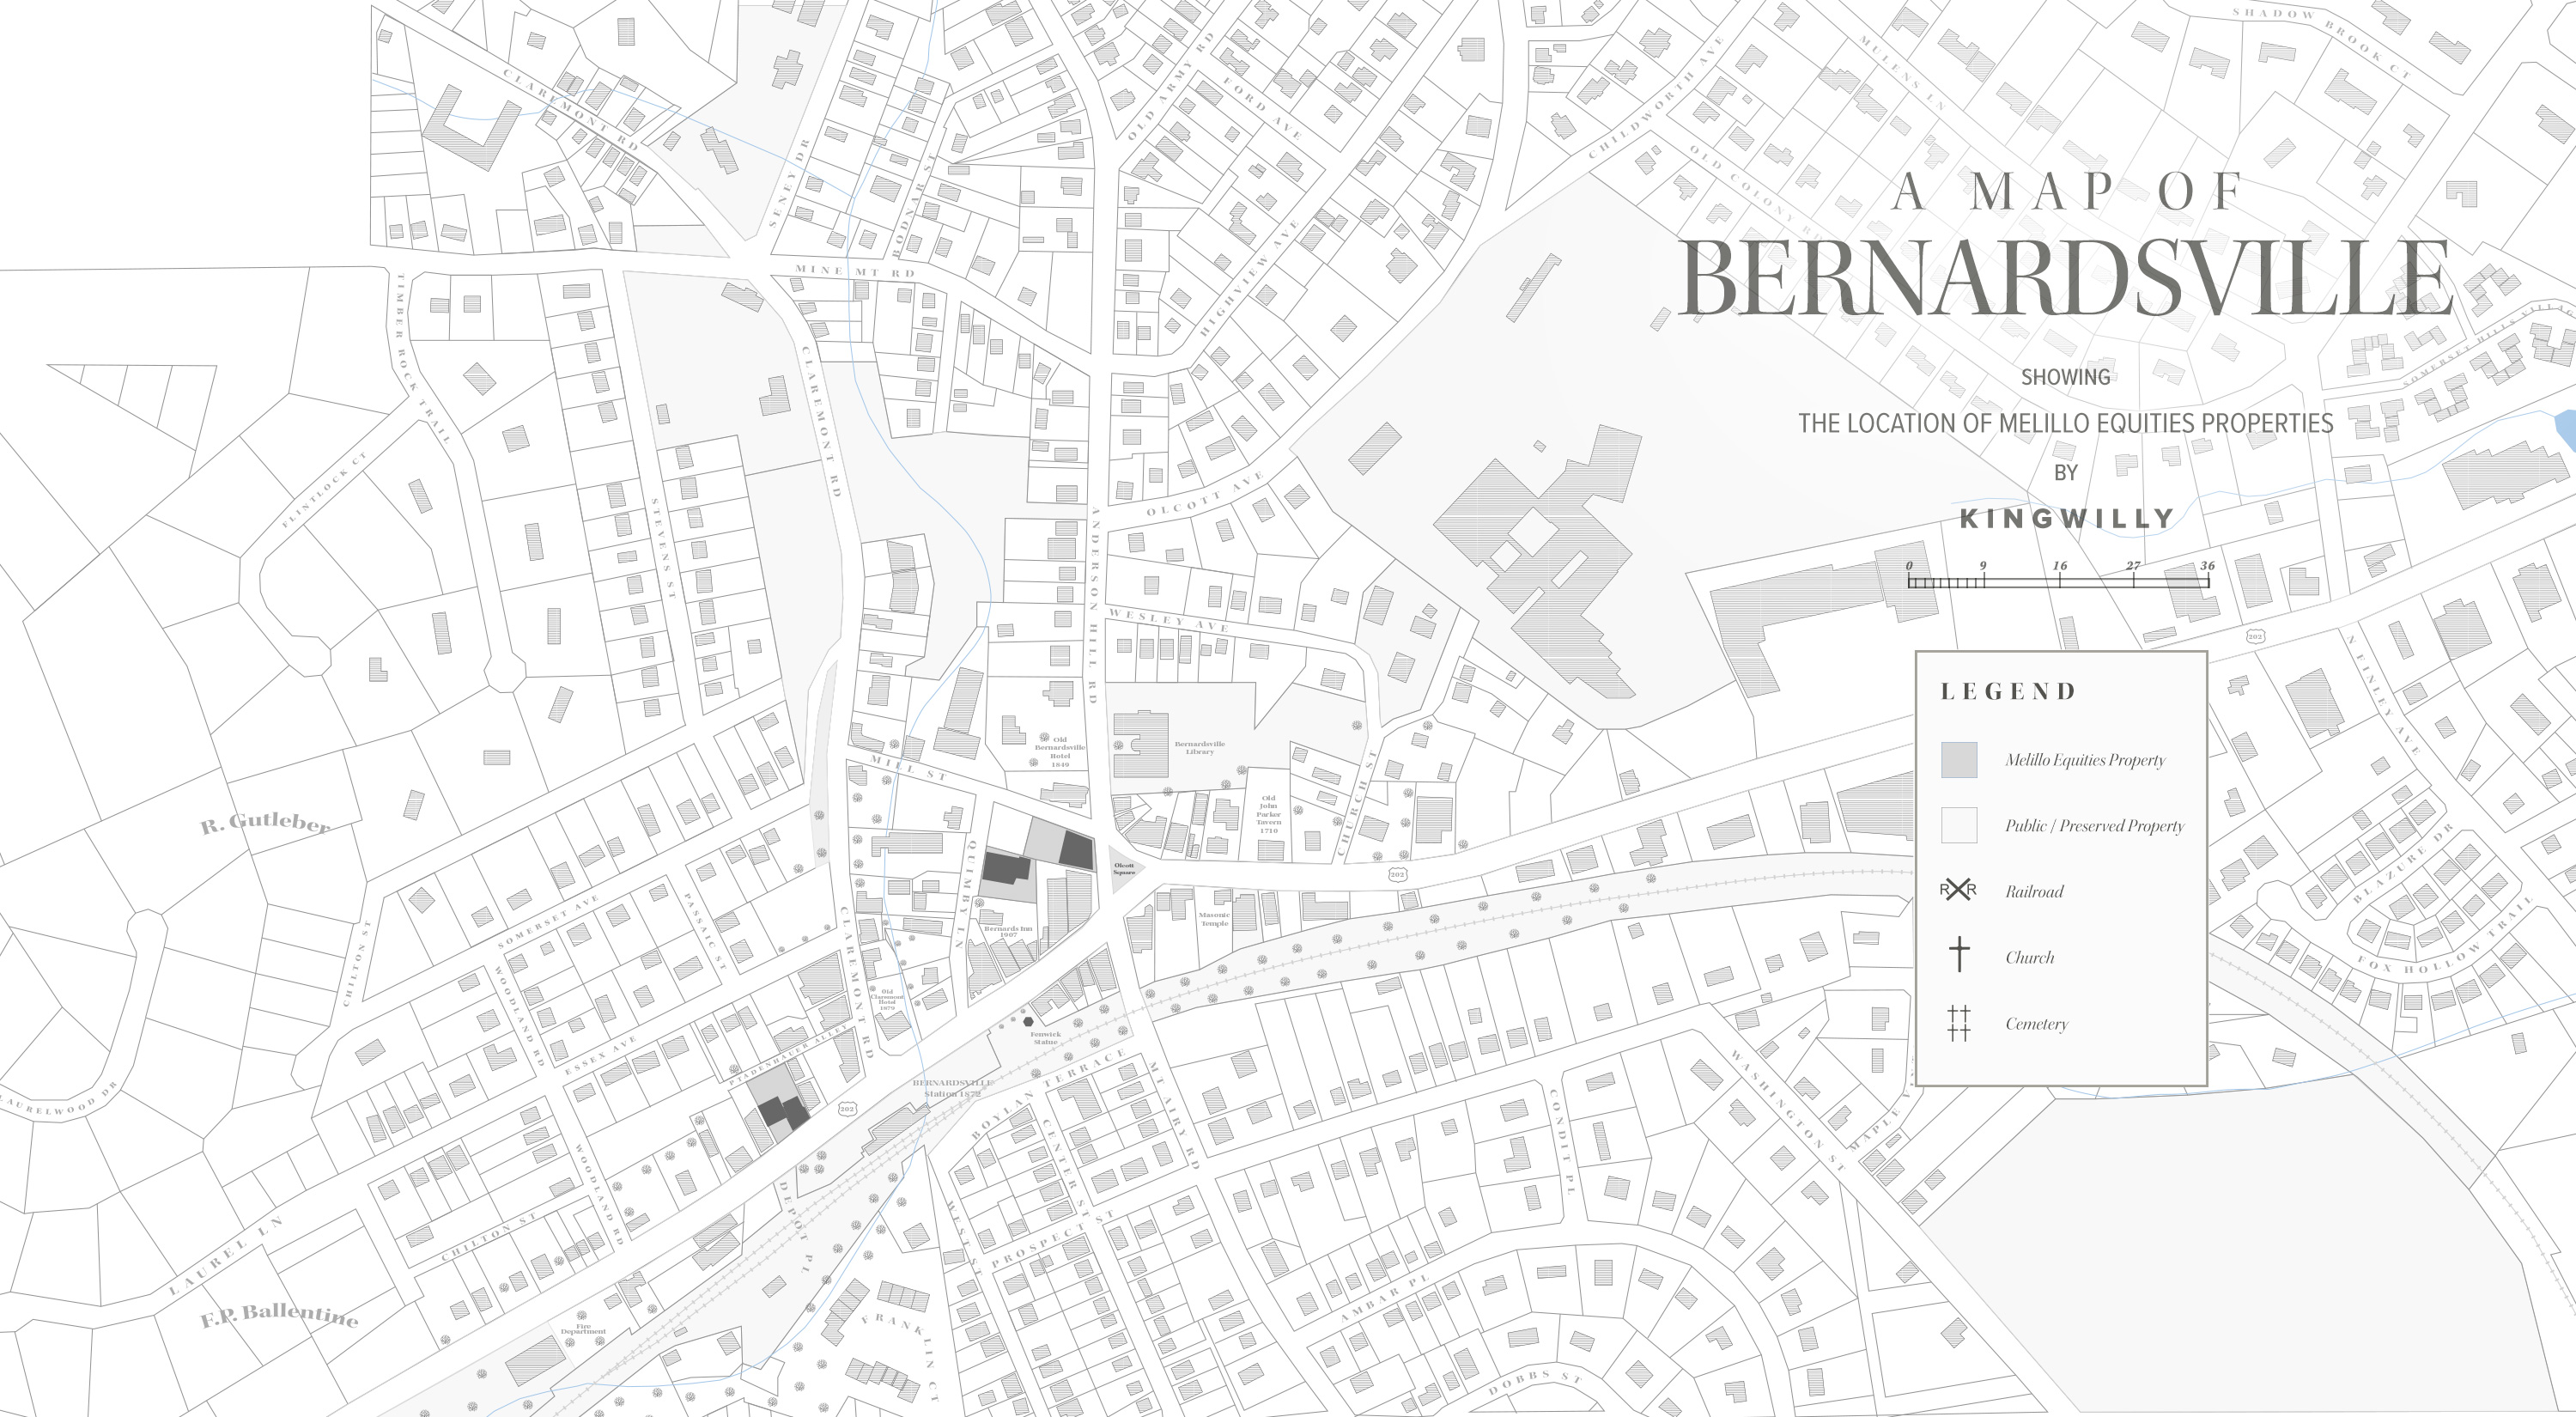 A MAP OF
BERNARDSVILLE
SHOWING
THE LOCATION OF MELILLO EQUITIES PROPERTIES
BY
KINGWILLY
0 9 16 27 36
LEGEND
Melillo Equities Property
Public / Preserved Property
R R Railroad
Church
Cemetery
SHADOW BROOK CT
MULENS LN
CHILDWORTH AVE
OLD COLONY RD
SOMERSET HILLS VILLAGE
OLD ARMY RD
FORD AVE
CLAREMONT RD
SENEY DR
BODNAR ST
MINE MT RD
HIGHVIEW AVE
TIMBER ROCK TRAIL
CLAREMONT RD
FLINTLOCK CT
STEVENS ST
OLCOTT AVE
ANDERSON HILL RD
WESLEY AVE
202
N FINLEY AVE
Old
Bernardsville
Hotel
1849
Bernardsville
Library
MILL ST
CHURCH ST
Old
John
Parker
Tavern
1710
R. Gutleber
QUIMBY LN
Olcott
Square
202
BLAZURE DR
FOX HOLLOW TRAIL
SOMERSET AVE
PASSAIC ST
CHILTON ST
CLAREMONT RD
Masonic
Temple
Bernards Inn
1907
WOODLAND RD
Old
Claremont
Hotel
1879
Fenwick
Statue
ESSEX AVE
PFADENHAUER ALLEY
BERNARDSVILLE
Station 1872
202
BOYLAN TERRACE
MT AIRY RD
CENTER ST
CONDIT PL
WASHINGTON ST
MAPLE
LAURELWOOD DR
WOODLAND RD
DEPOT PL
WEST ST
PROSPECT ST
CHILTON ST
LAUREL LN
F.P. Ballentine
Fire
Department
FRANKLIN CT
AMBAR PL
DOBBS ST